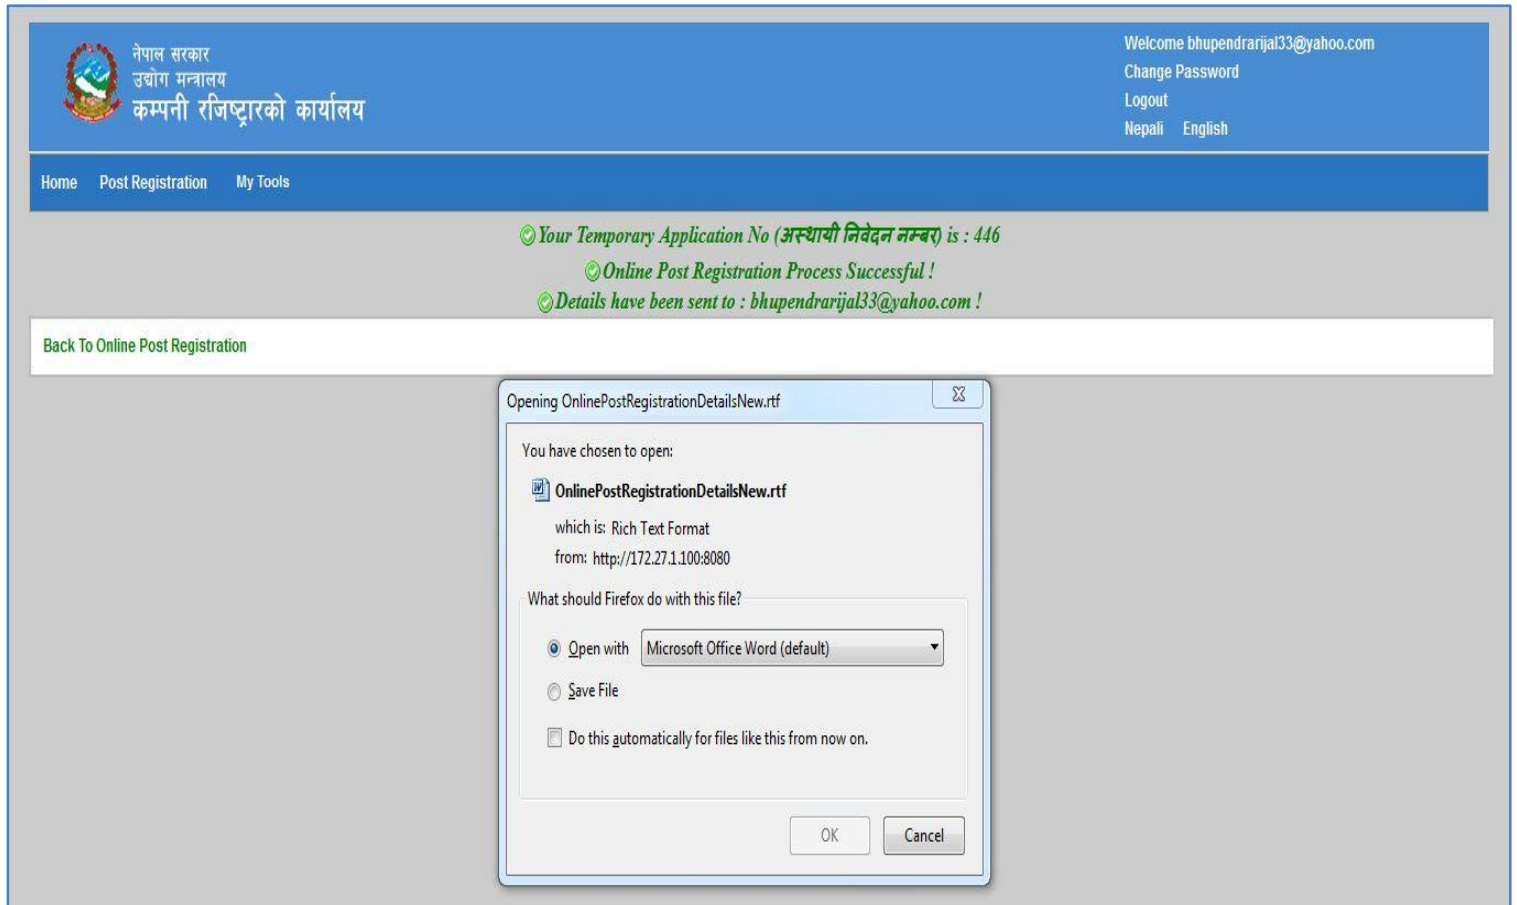 नेपाल सरकार
उद्योग मन्त्रालय
कम्पनी रजिष्ट्रारको कार्यालय
Welcome bhupendrarijal33@yahoo.com
Change Password
Logout
Nepali English
Home Post Registration My Tools
Your Temporary Application No (अस्थायी निवेदन नम्बर) is : 446
Online Post Registration Process Successful !
Details have been sent to : bhupendrarijal33@yahoo.com !
Back To Online Post Registration
Opening OnlinePostRegistrationDetailsNew.rtf
You have chosen to open:
OnlinePostRegistrationDetailsNew.rtf
which is: Rich Text Format
from: http://172.27.1.100:8080
What should Firefox do with this file?
Open with Microsoft Office Word (default)
Save File
Do this automatically for files like this from now on.
OK Cancel